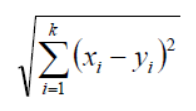 √(∑_{i=1}^{k} (x_i − y_i)^2)